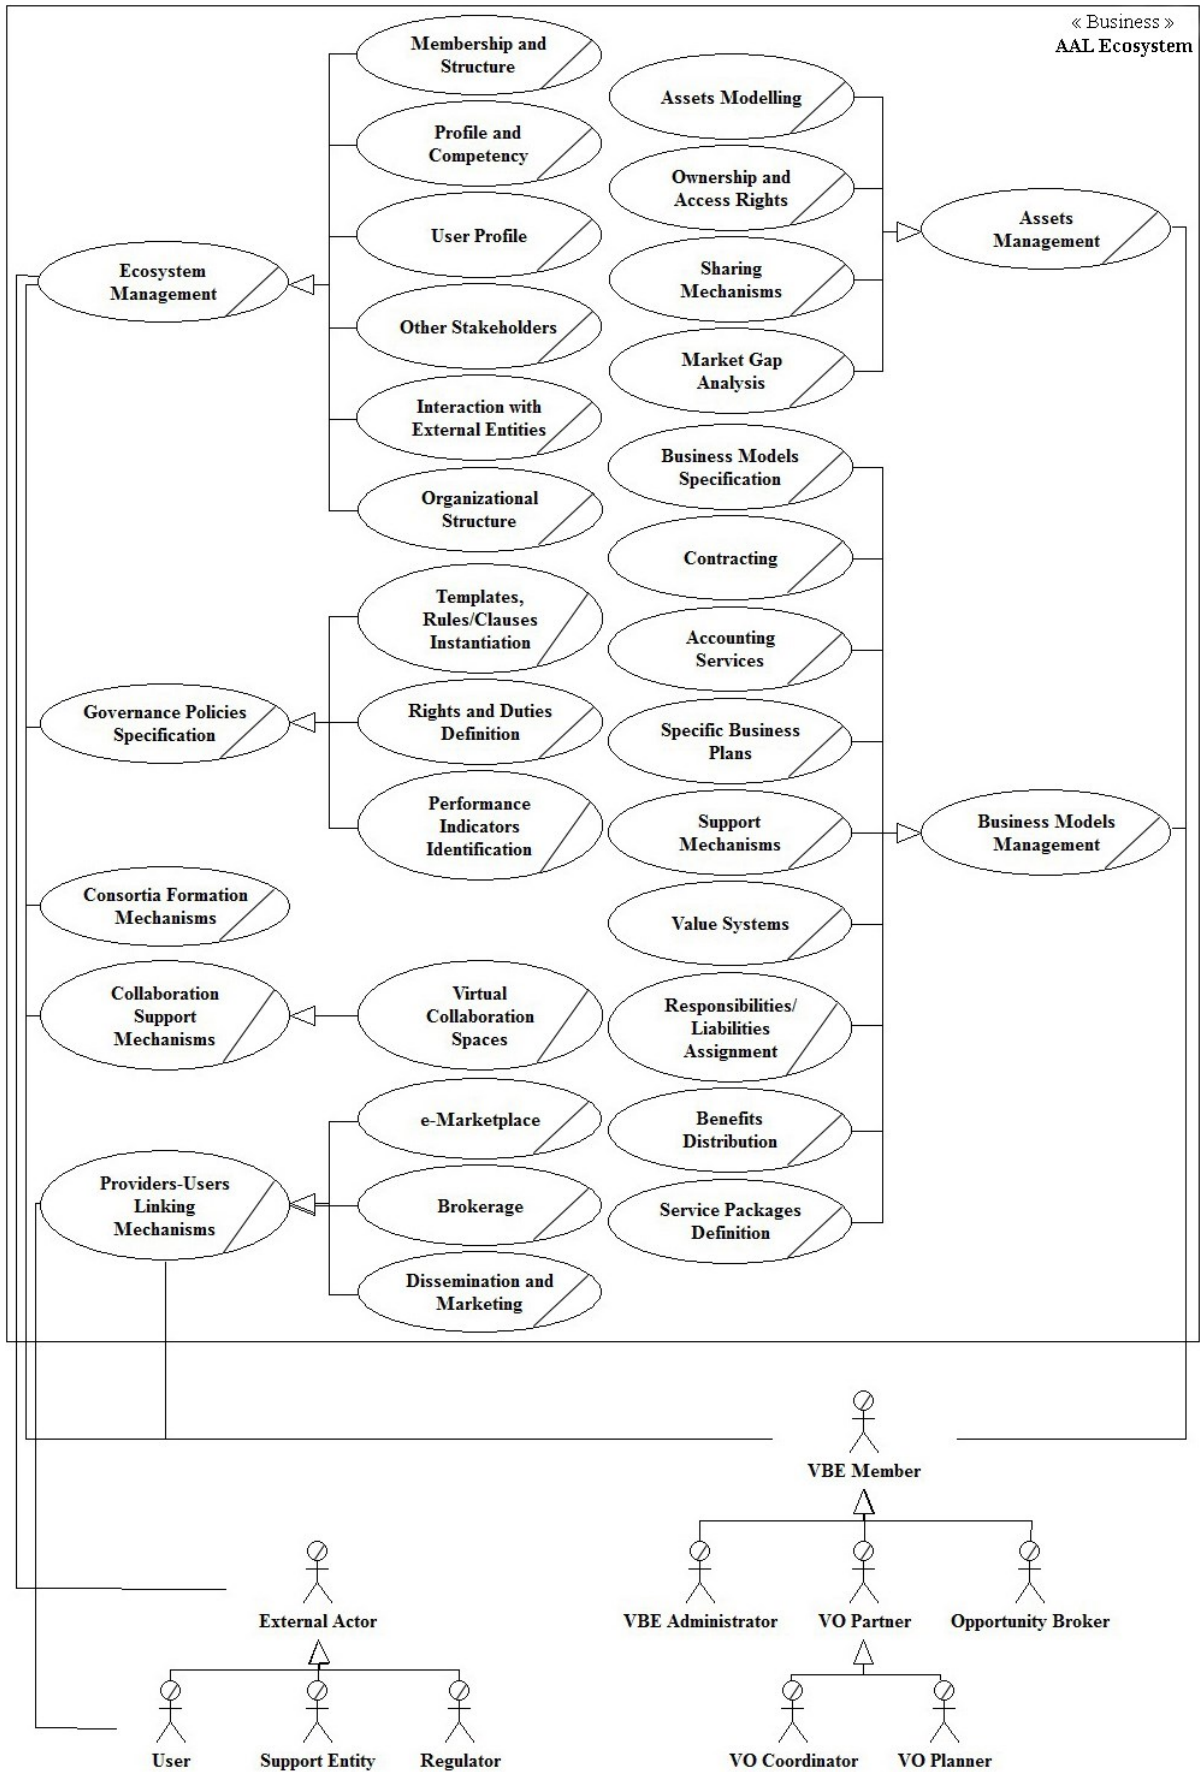 « Business »
AAL Ecosystem
Membership and
Structure
Profile and
Competency
User Profile
Other Stakeholders
Interaction with
External Entities
Organizational
Structure
Ecosystem
Management
Assets Modelling
Ownership and
Access Rights
Sharing
Mechanisms
Market Gap
Analysis
Assets
Management
Templates,
Rules/Clauses
Instantiation
Rights and Duties
Definition
Performance
Indicators
Identification
Governance Policies
Specification
Business Models
Specification
Contracting
Accounting
Services
Specific Business
Plans
Support
Mechanisms
Value Systems
Responsibilities/
Liabilities
Assignment
Benefits
Distribution
Service Packages
Definition
Business Models
Management
Consortia Formation
Mechanisms
Collaboration
Support
Mechanisms
Virtual
Collaboration
Spaces
Providers-Users
Linking
Mechanisms
e-Marketplace
Brokerage
Dissemination and
Marketing
VBE Member
External Actor
VBE Administrator
VO Partner
Opportunity Broker
User
Support Entity
Regulator
VO Coordinator
VO Planner